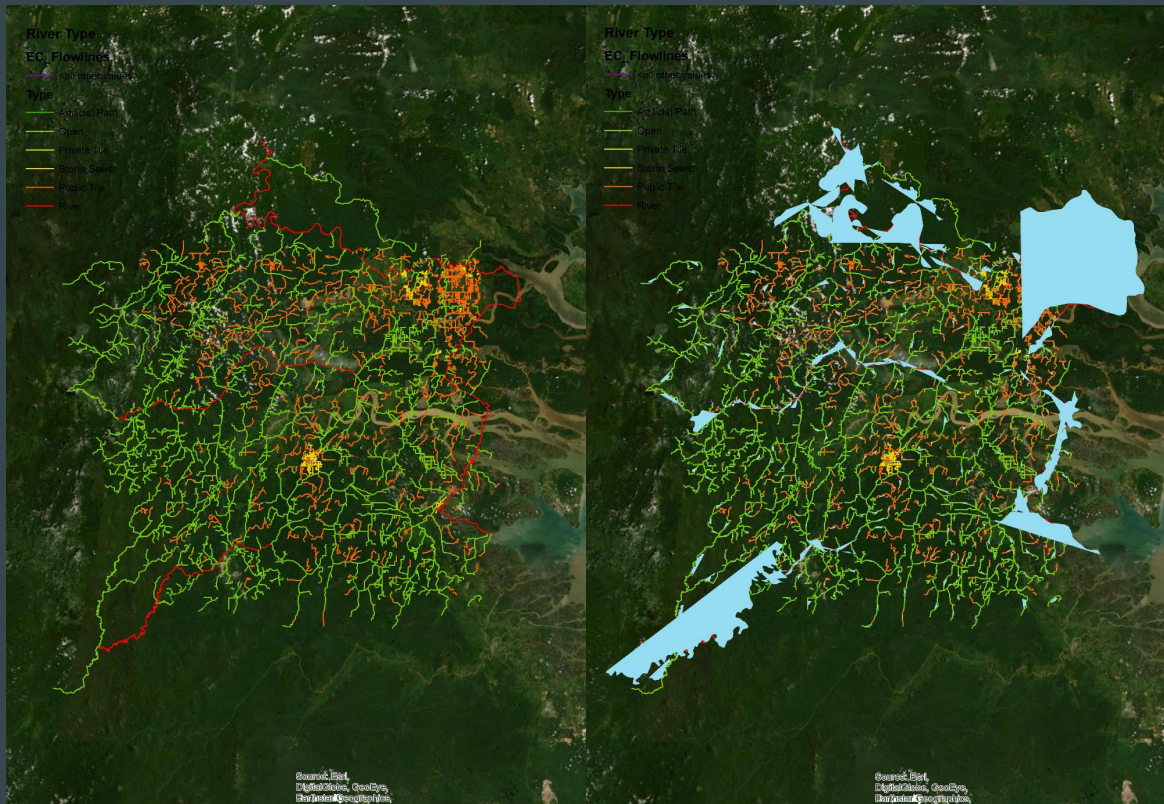 River Type
EC_Flowlines
<all other values>
Type
Artificial Path
Open
Private Tile
Storm Sewer
Public Tile
River
Source: Esri,
DigitalGlobe, GeoEye,
Earthstar Geographics,
River Type
EC_Flowlines
<all other values>
Type
Artificial Path
Open
Private Tile
Storm Sewer
Public Tile
River
Source: Esri,
DigitalGlobe, GeoEye,
Earthstar Geographics,